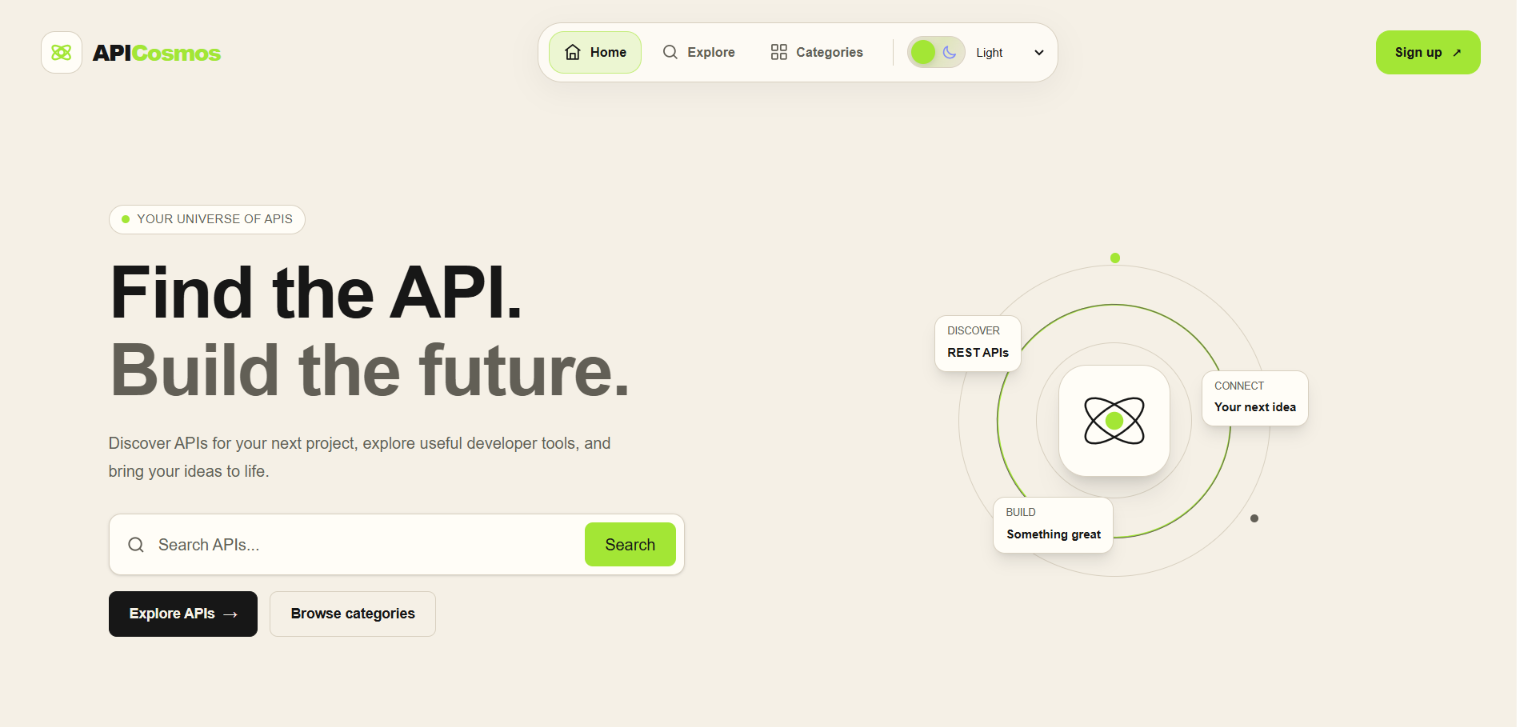 APICosmos
Home
Explore
Categories
Light
Sign up ↗
YOUR UNIVERSE OF APIS
Find the API.
Build the future.
Discover APIs for your next project, explore useful developer tools, and
bring your ideas to life.
Search APIs...
Search
Explore APIs →
Browse categories
DISCOVER
REST APIs
CONNECT
Your next idea
BUILD
Something great